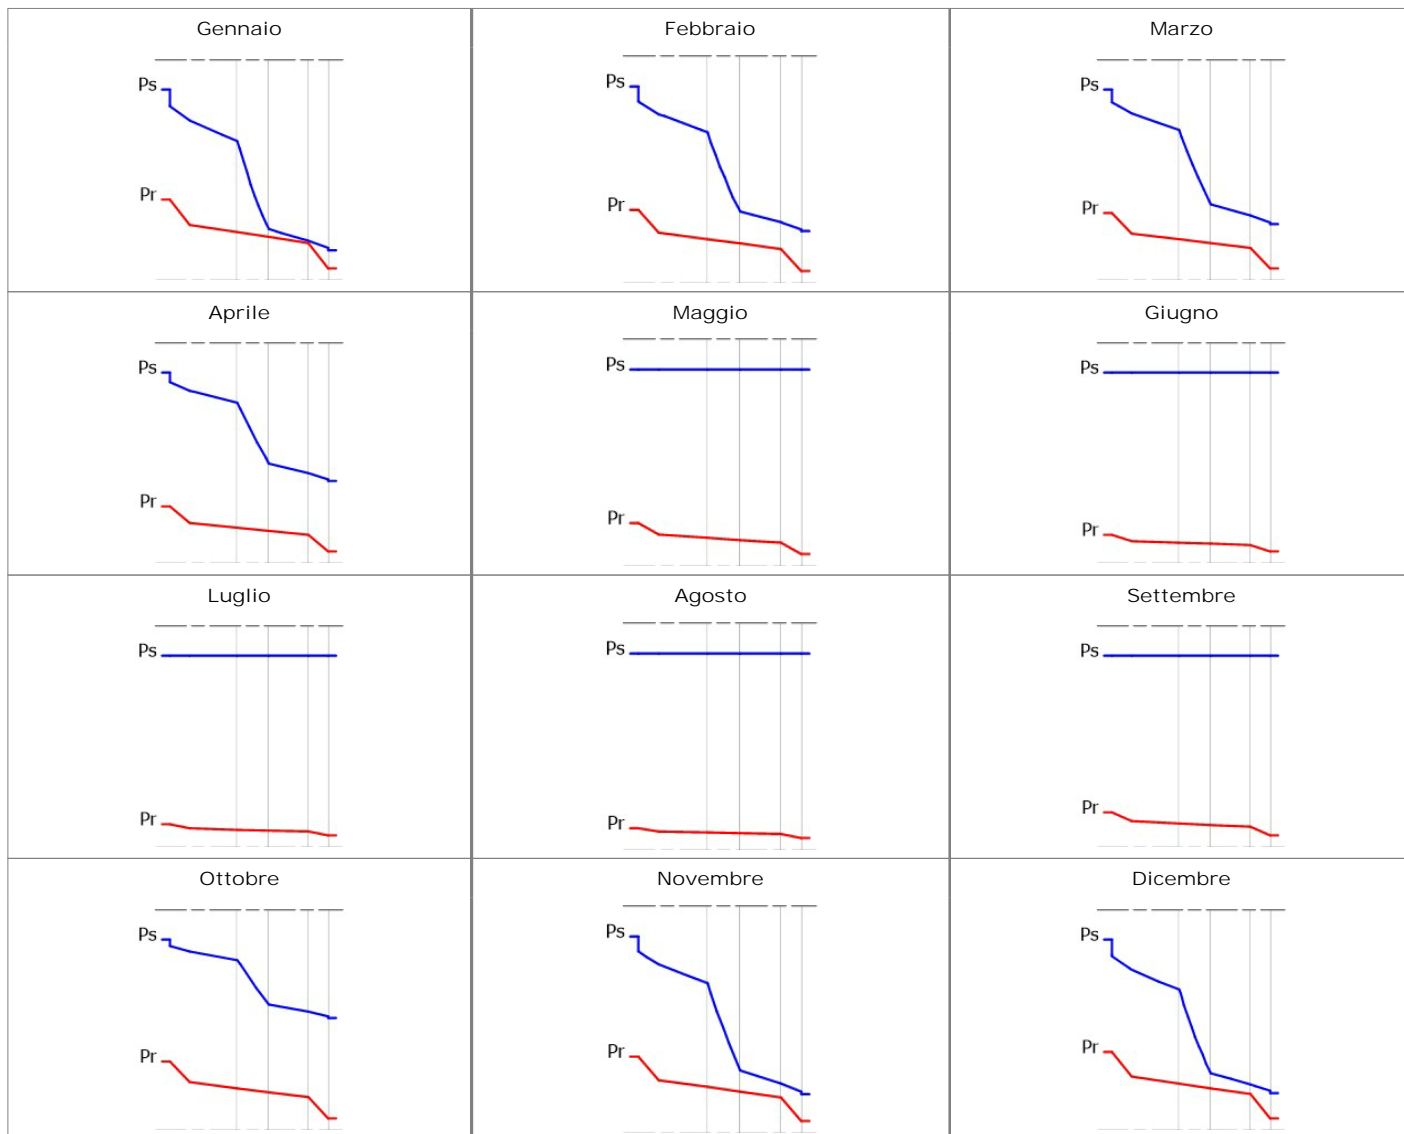 Gennaio
Febbraio
Marzo
Ps
Pr
Ps
Pr
Ps
Pr
Aprile
Maggio
Giugno
Ps
Pr
Ps
Pr
Ps
Pr
Luglio
Agosto
Settembre
Ps
Pr
Ps
Pr
Ps
Pr
Ottobre
Novembre
Dicembre
Ps
Pr
Ps
Pr
Ps
Pr